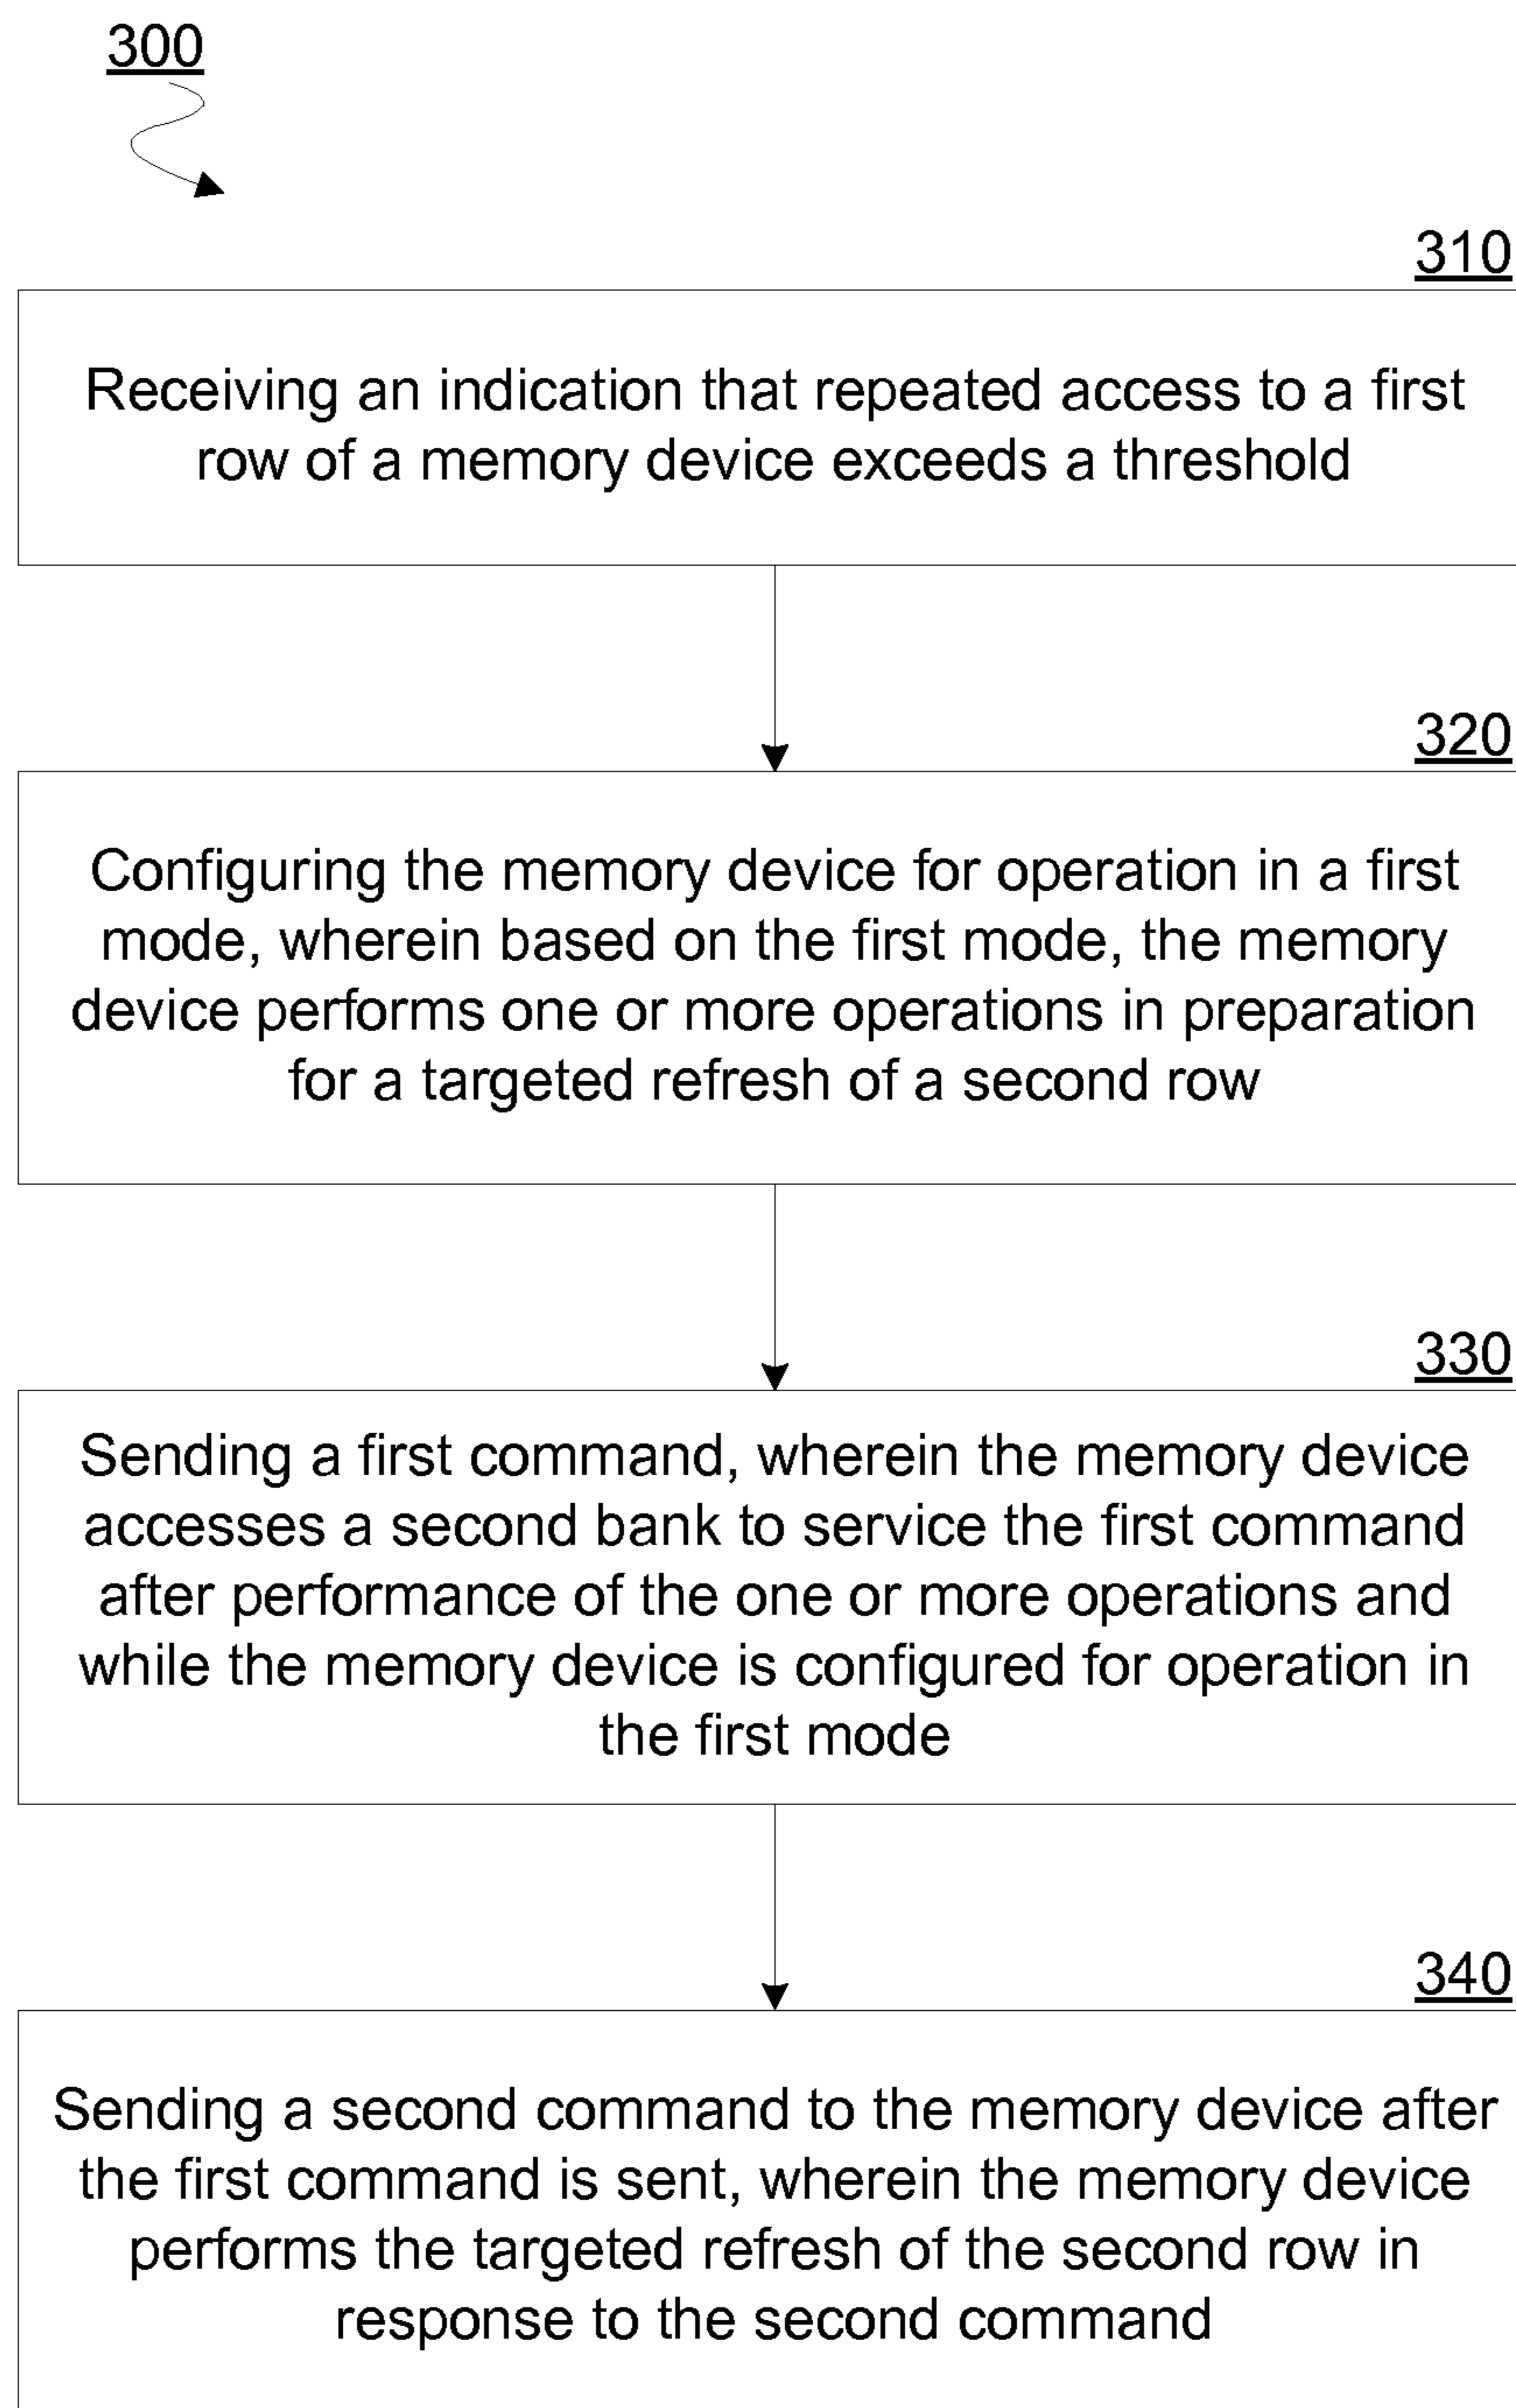 300
310
Receiving an indication that repeated access to a first
row of a memory device exceeds a threshold
320
Configuring the memory device for operation in a first
mode, wherein based on the first mode, the memory
device performs one or more operations in preparation
for a targeted refresh of a second row
330
Sending a first command, wherein the memory device
accesses a second bank to service the first command
after performance of the one or more operations and
while the memory device is configured for operation in
the first mode
340
Sending a second command to the memory device after
the first command is sent, wherein the memory device
performs the targeted refresh of the second row in
response to the second command